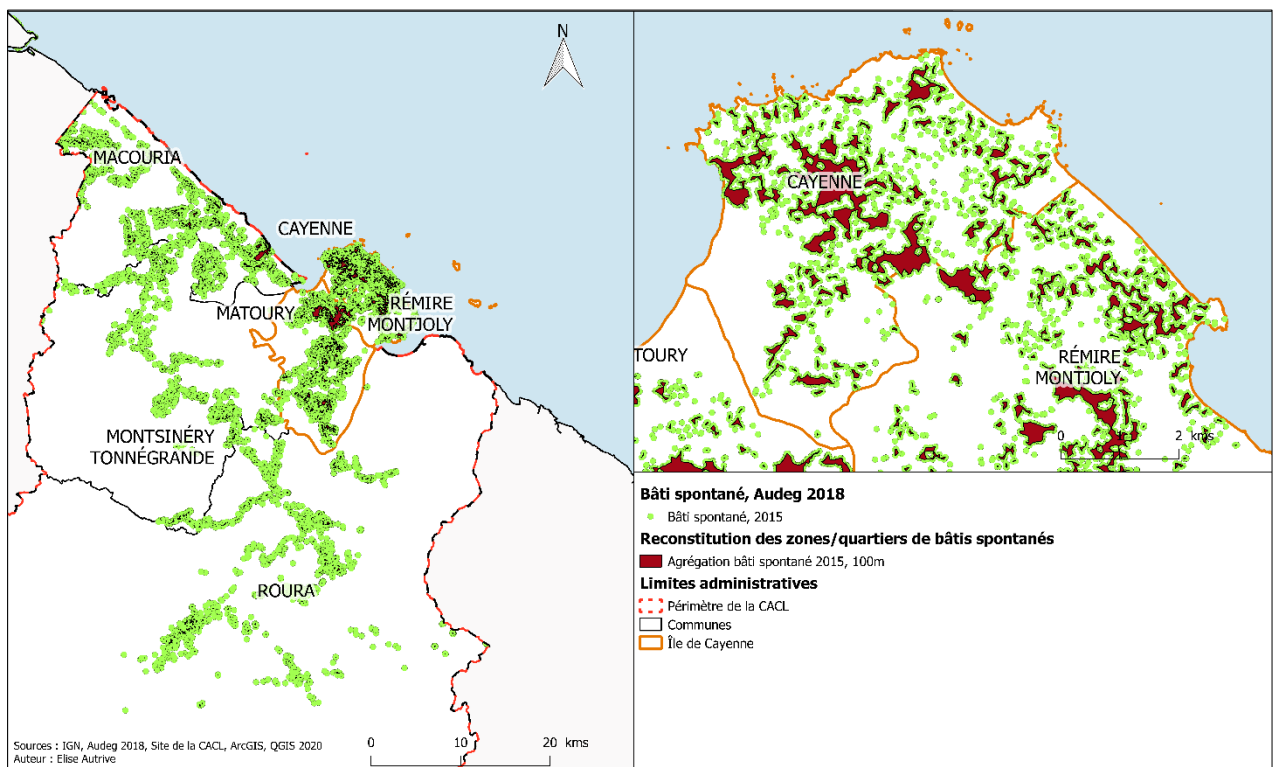 N
MACOURIA
CAYENNE
MATOURY
RÉMIRE
MONTJOLY
MONTSINÉRY
TONNÉGRANDE
ROURA
Sources : IGN, Audeg 2018, Site de la CACL, ArcGIS, QGIS 2020
Auteur : Elise Autrive
0 10 20 kms
CAYENNE
TOURY
RÉMIRE
MONTJOLY
0 2 kms
Bâti spontané, Audeg 2018
Bâti spontané, 2015
Reconstitution des zones/quartiers de bâtis spontanés
Agrégation bâti spontané 2015, 100m
Limites administratives
Périmètre de la CACL
Communes
Île de Cayenne